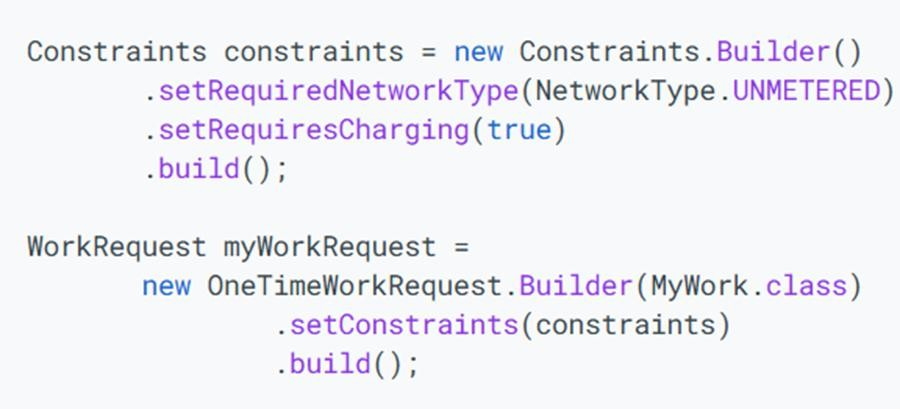 Constraints constraints = new Constraints.Builder()
.setRequiredNetworkType(NetworkType.UNMETERED)
.setRequiresCharging(true)
.build();
WorkRequest myWorkRequest =
new OneTimeWorkRequest.Builder(MyWork.class)
.setConstraints(constraints)
.build();